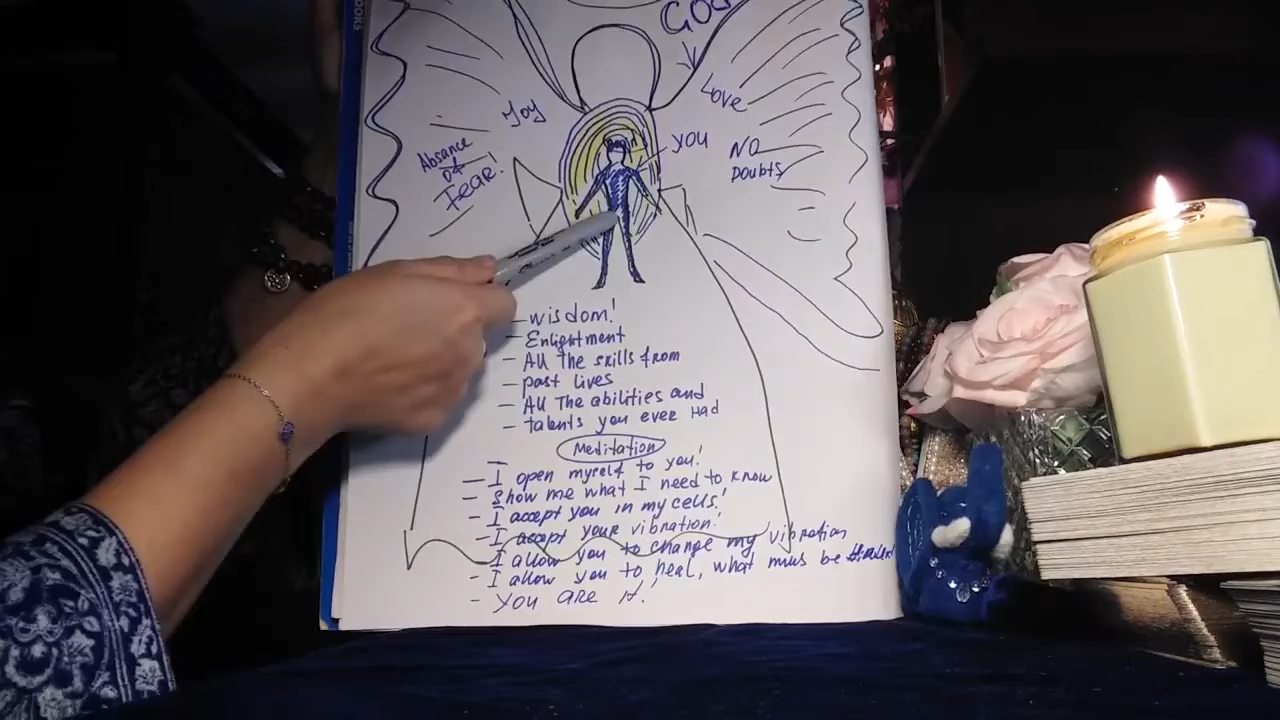 GOD
Joy
Love
YOU
Absance
of
Fear!
NO
Doubts
- wisdom!
- Enlightment
- All The skills from
- past lives
- All The abilities and
- talents you ever Had
Meditation
- I open myself to you!
- Show me what I need to know
- I accept you in my cells!
- I accept your vibration!
I allow you to change my vibration
- I allow you to heal, what mus be
- You are it!